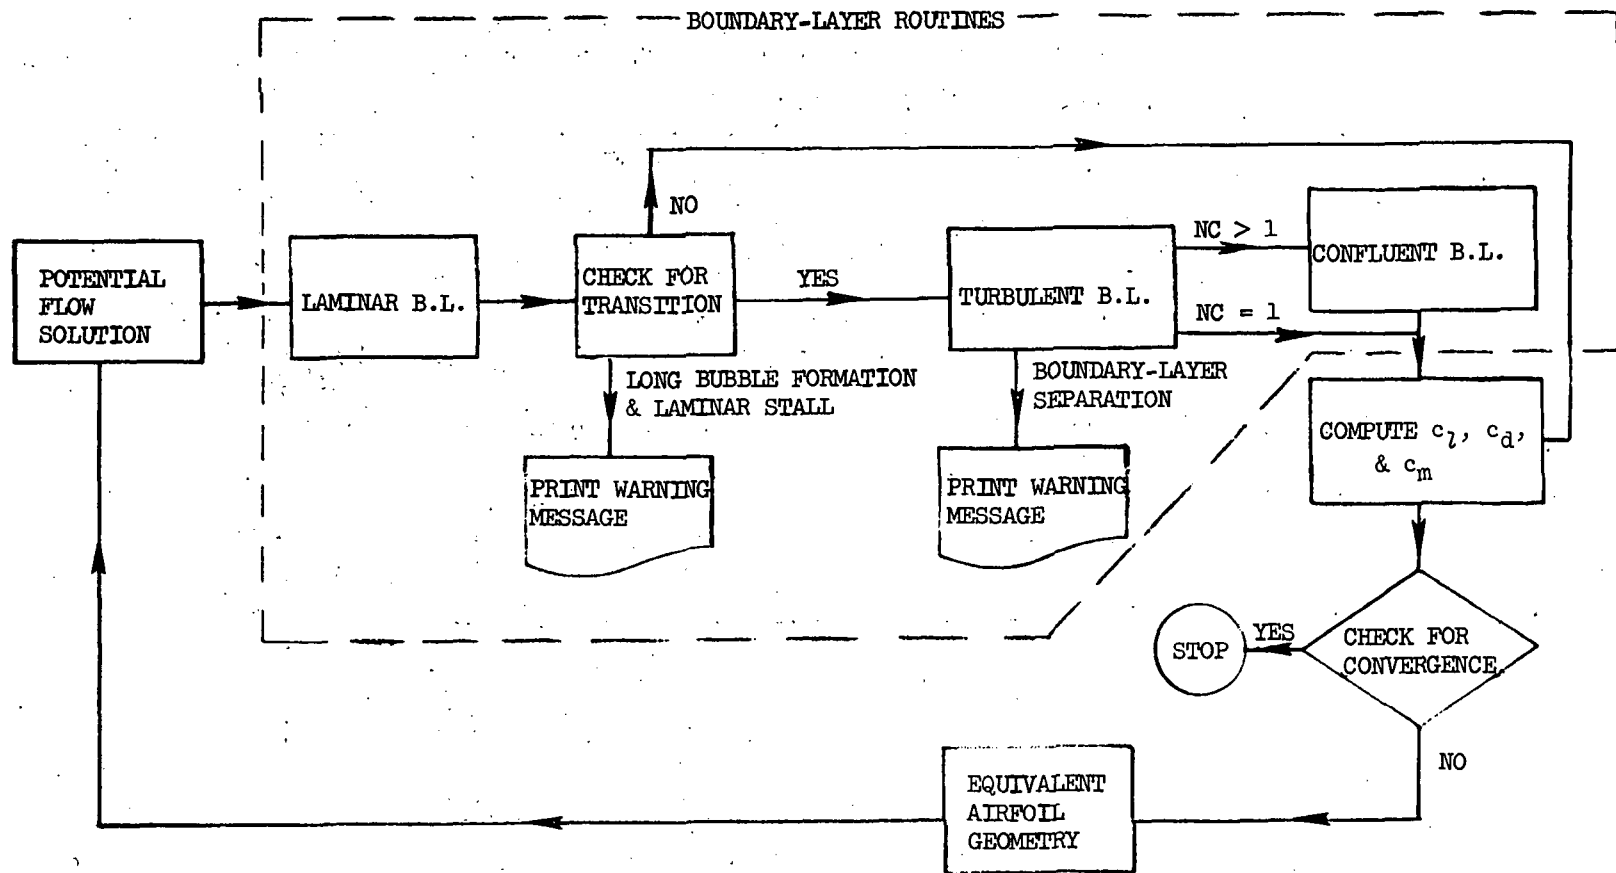 BOUNDARY-LAYER ROUTINES
NO
NC > 1
CONFLUENT B.L.
POTENTIAL
FLOW
SOLUTION
LAMINAR B.L.
CHECK FOR
TRANSITION
YES
TURBULENT B.L.
NC = 1
LONG BUBBLE FORMATION
& LAMINAR STALL
BOUNDARY-LAYER
SEPARATION
COMPUTE c_l, c_d,
& c_m
PRINT WARNING
MESSAGE
PRINT WARNING
MESSAGE
STOP
YES
CHECK FOR
CONVERGENCE
NO
EQUIVALENT
AIRFOIL
GEOMETRY